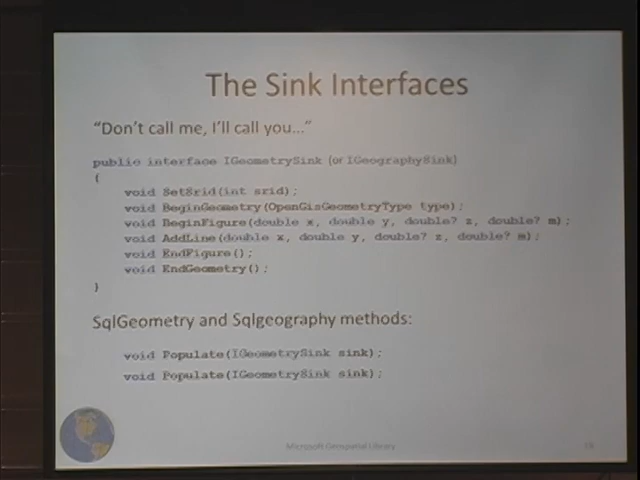 The Sink Interfaces
“Don’t call me, I’ll call you…”
public interface IGeometrySink (or IGeographySink)
{
void SetSrid(int srid);
void BeginGeometry(OpenGisGeometryType type);
void BeginFigure(double x, double y, double? z, double? m);
void AddLine(double x, double y, double? z, double? m);
void EndFigure();
void EndGeometry();
}
SqlGeometry and Sqlgeography methods:
void Populate(IGeometrySink sink);
void Populate(IGeometrySink sink);
Microsoft Geospatial Library